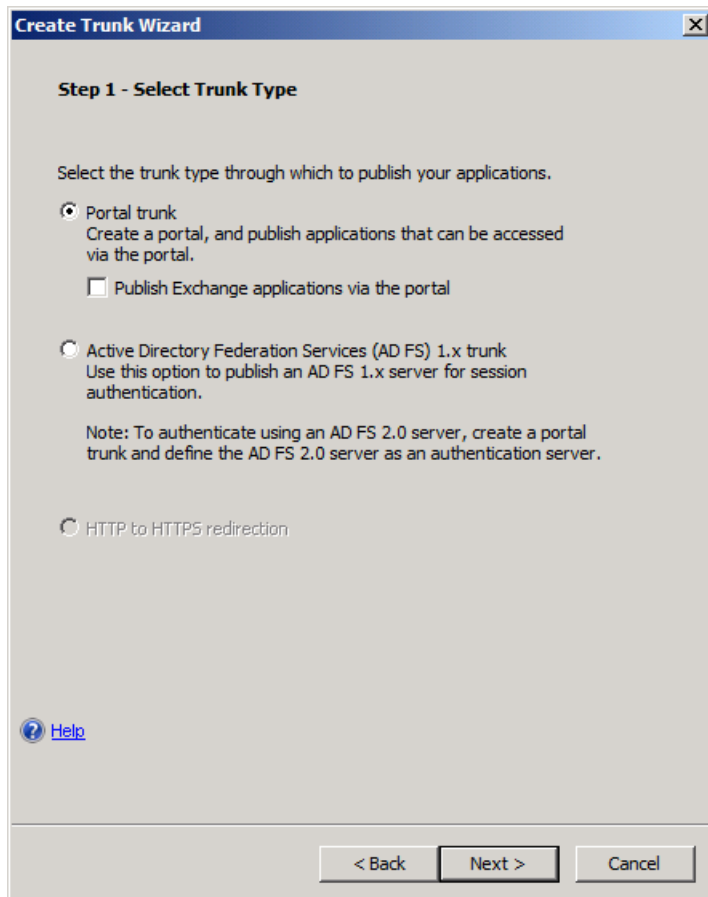 Create Trunk Wizard
Step 1 - Select Trunk Type
Select the trunk type through which to publish your applications.
Portal trunk
Create a portal, and publish applications that can be accessed
via the portal.
Publish Exchange applications via the portal
Active Directory Federation Services (AD FS) 1.x trunk
Use this option to publish an AD FS 1.x server for session
authentication.
Note: To authenticate using an AD FS 2.0 server, create a portal
trunk and define the AD FS 2.0 server as an authentication server.
HTTP to HTTPS redirection
Help
< Back Next > Cancel